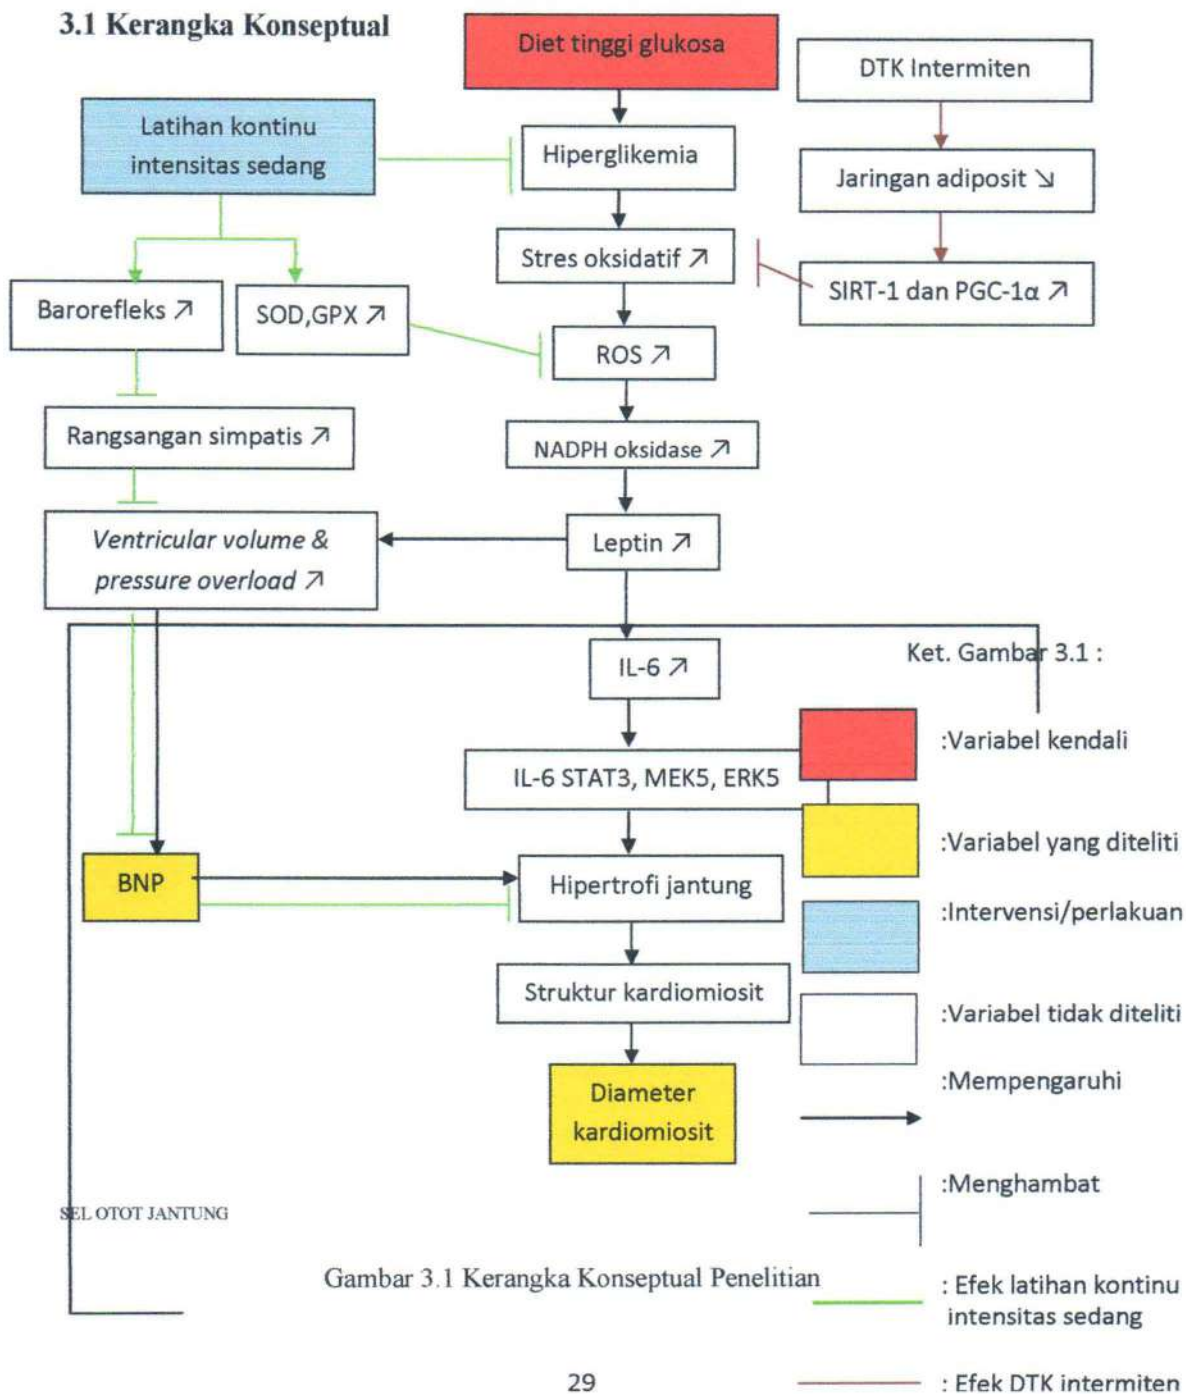 3.1 Kerangka Konseptual
Diet tinggi glukosa
DTK Intermiten
Latihan kontinu
intensitas sedang
Hiperglikemia
Jaringan adiposit ↘
Stres oksidatif ↗
SIRT-1 dan PGC-1α ↗
Barorefleks ↗
SOD,GPX ↗
ROS ↗
Rangsangan simpatis ↗
NADPH oksidase ↗
Ventricular volume &
pressure overload ↗
Leptin ↗
IL-6 ↗
IL-6 STAT3, MEK5, ERK5
BNP
Hipertrofi jantung
Struktur kardiomiosit
Diameter
kardiomiosit
SEL OTOT JANTUNG
Ket. Gambar 3.1 :
:Variabel kendali
:Variabel yang diteliti
:Intervensi/perlakuan
:Variabel tidak diteliti
:Mempengaruhi
:Menghambat
: Efek latihan kontinu
intensitas sedang
: Efek DTK intermiten
Gambar 3.1 Kerangka Konseptual Penelitian
29